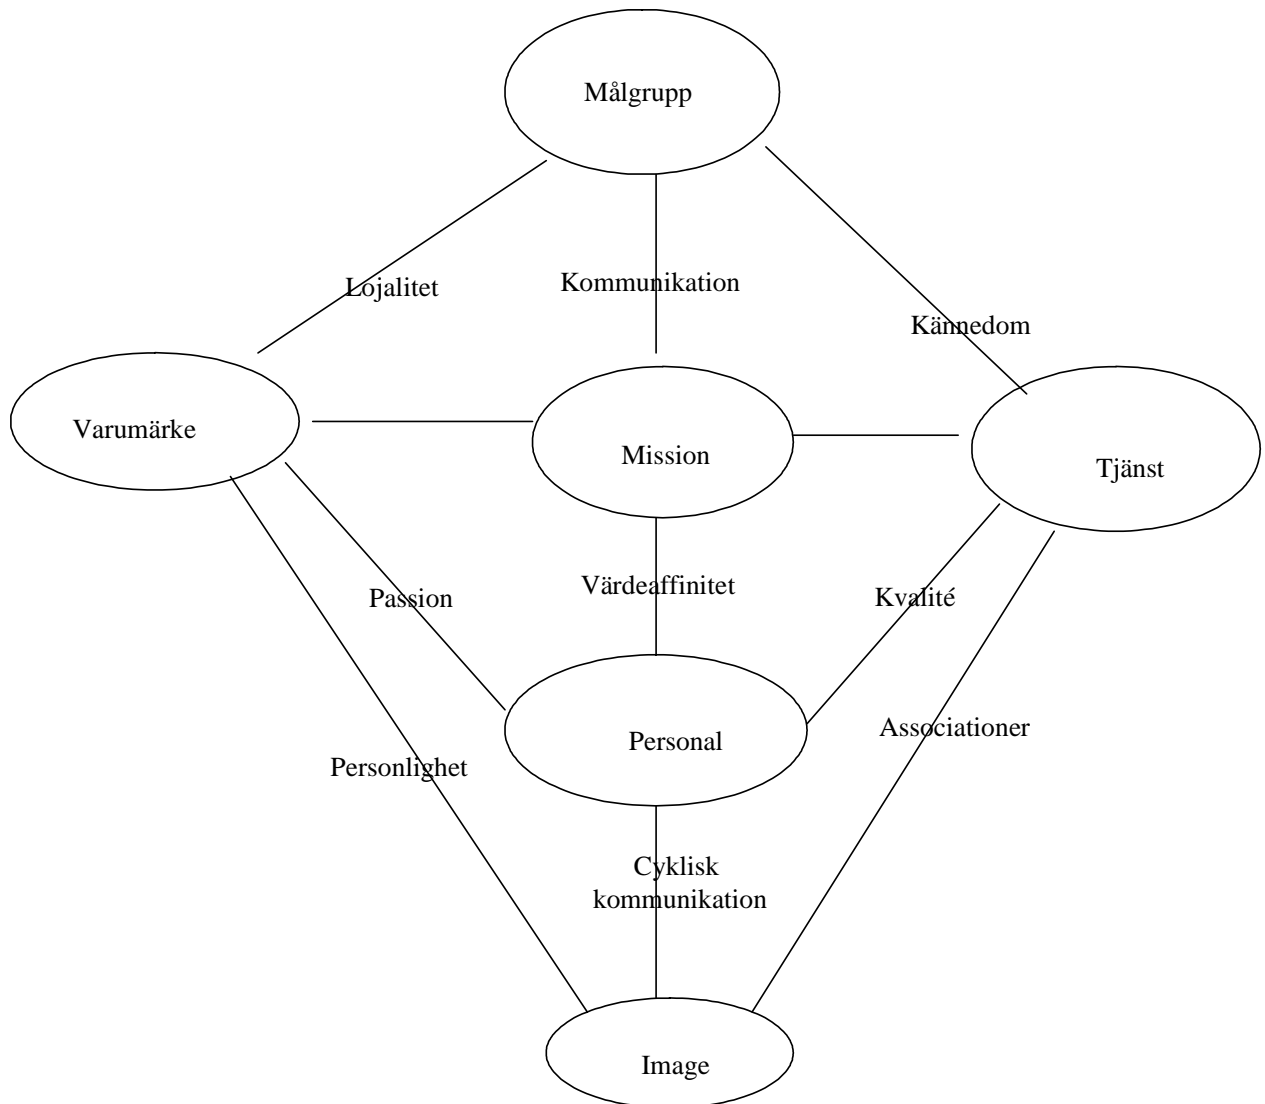 Målgrupp
Lojalitet
Kommunikation
Kännedom
Varumärke
Mission
Tjänst
Passion
Värdeaffinitet
Kvalité
Personlighet
Personal
Associationer
Cyklisk
kommunikation
Image